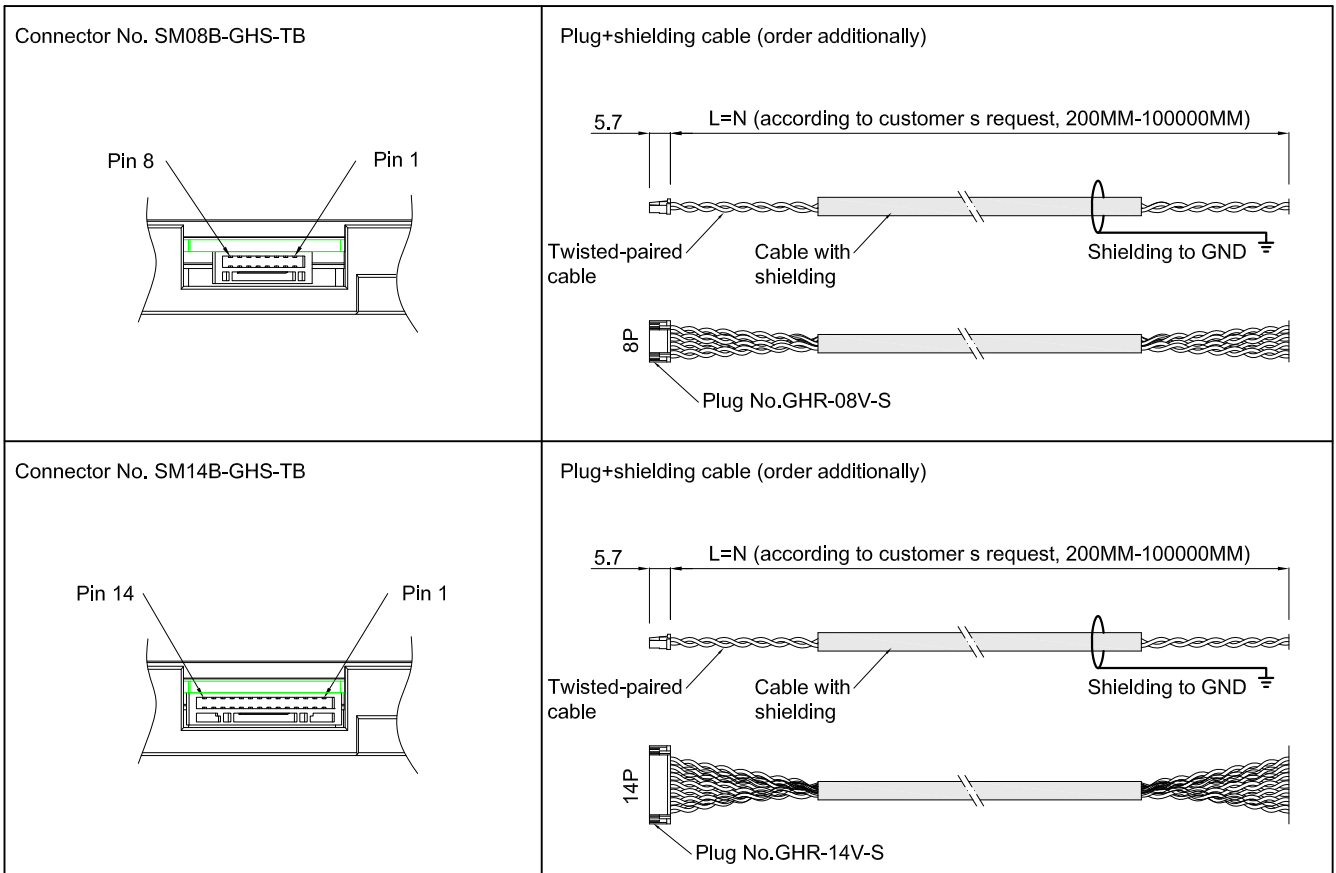 Connector No. SM08B-GHS-TB
Pin 8
Pin 1
Plug+shielding cable (order additionally)
5.7
L=N (according to customer s request, 200MM-100000MM)
Twisted-paired
cable
Cable with
shielding
Shielding to GND
8P
Plug No.GHR-08V-S
Connector No. SM14B-GHS-TB
Pin 14
Pin 1
Plug+shielding cable (order additionally)
5.7
L=N (according to customer s request, 200MM-100000MM)
Twisted-paired
cable
Cable with
shielding
Shielding to GND
14P
Plug No.GHR-14V-S